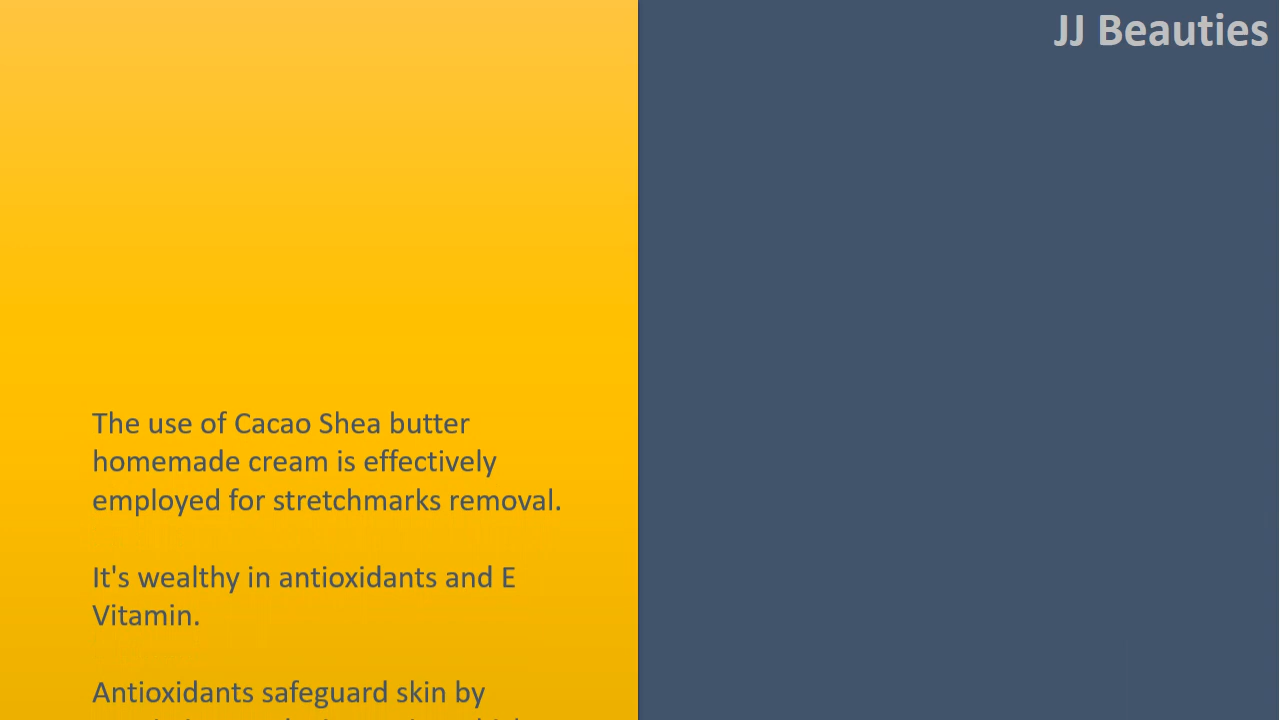 JJ Beauties
The use of Cacao Shea butter
homemade cream is effectively
employed for stretchmarks removal.
It's wealthy in antioxidants and E
Vitamin.
Antioxidants safeguard skin by